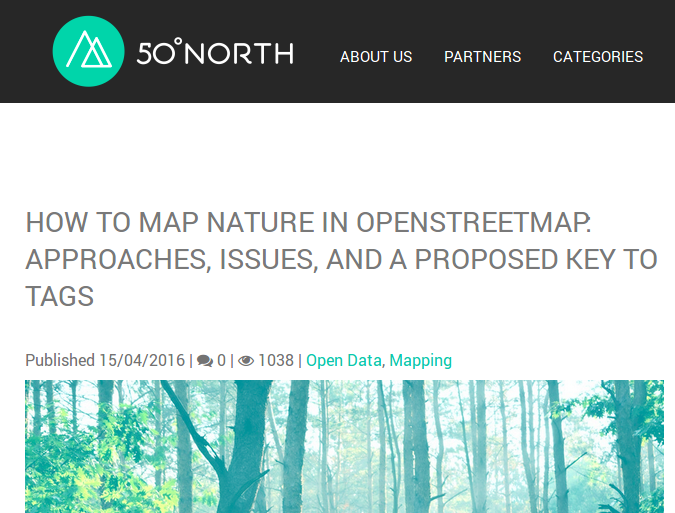 50°NORTH
ABOUT US PARTNERS CATEGORIES
HOW TO MAP NATURE IN OPENSTREETMAP:
APPROACHES, ISSUES, AND A PROPOSED KEY TO
TAGS
Published 15/04/2016 | 0 | 1038 | Open Data, Mapping